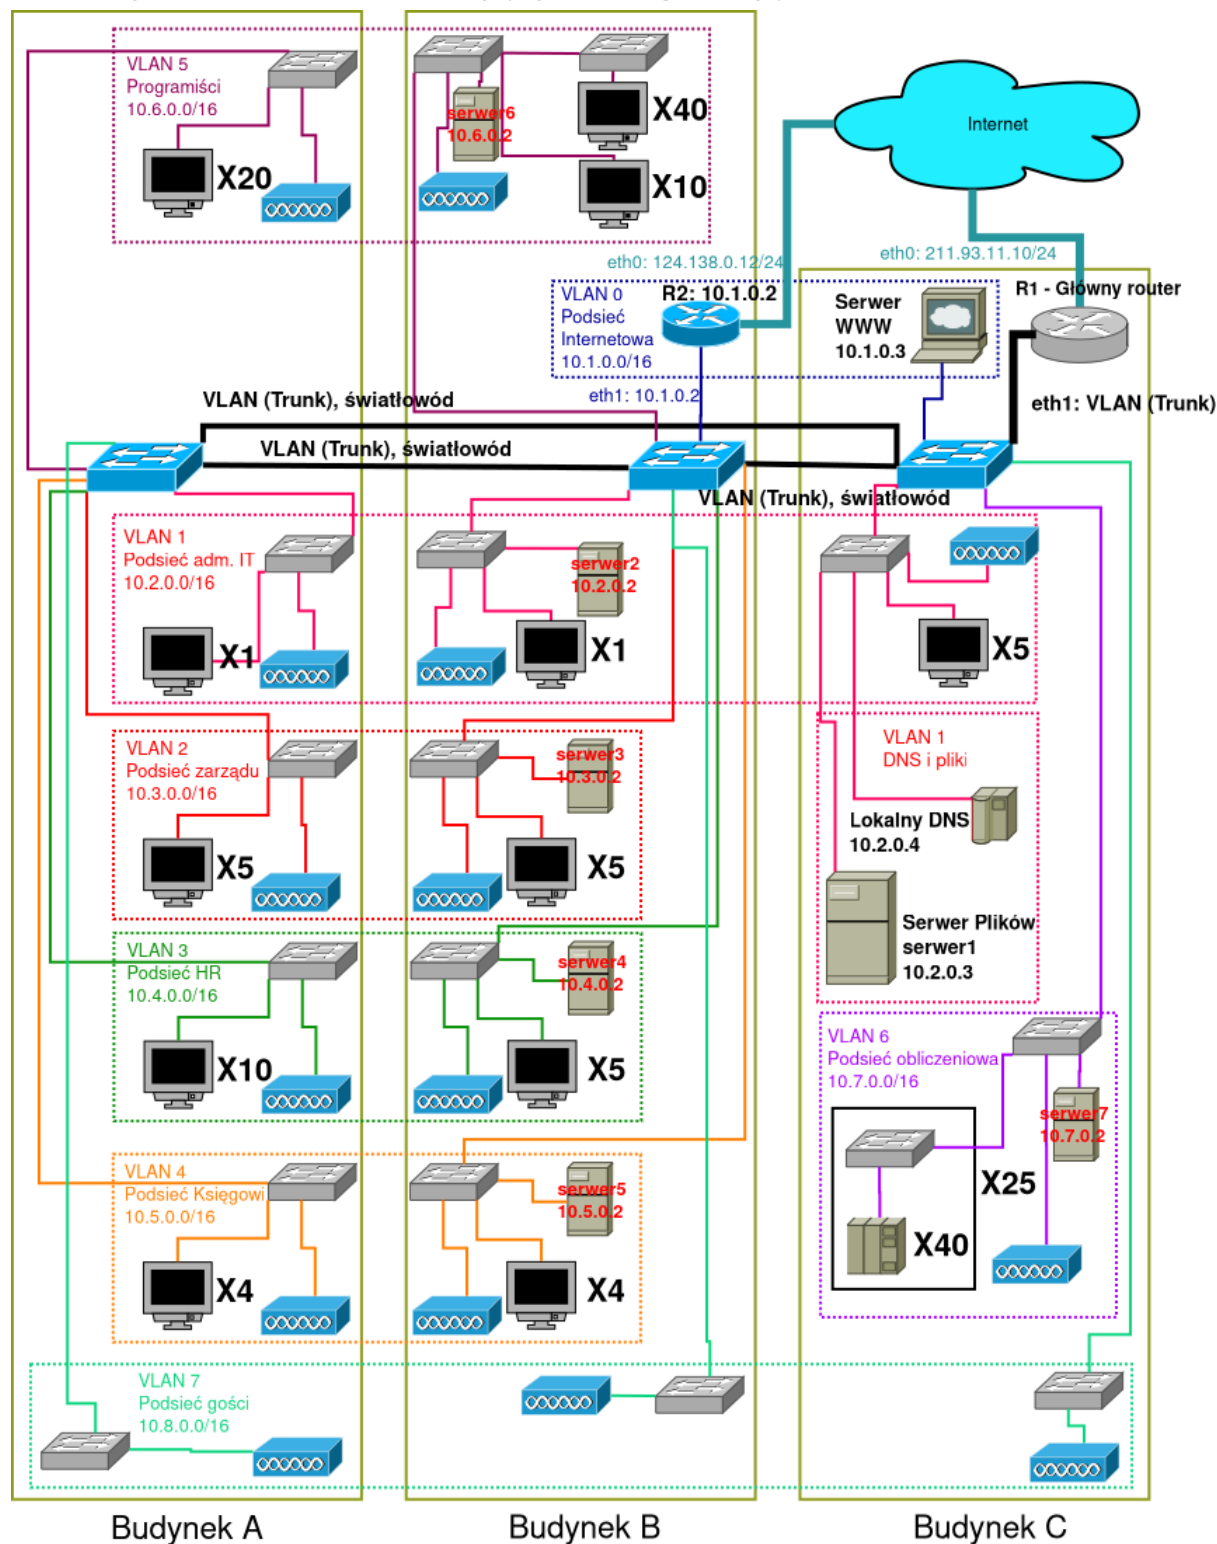 VLAN 5
Programiści
10.6.0.0/16
X20
serwer6
10.6.0.2
X40
X10
Internet
eth0: 124.138.0.12/24
eth0: 211.93.11.10/24
VLAN 0
Podsieć
Internetowa
10.1.0.0/16
R2: 10.1.0.2
Serwer
WWW
10.1.0.3
R1 - Główny router
eth1: 10.1.0.2
eth1: VLAN (Trunk)
VLAN (Trunk), światłowód
VLAN (Trunk), światłowód
VLAN (Trunk), światłowód
VLAN 1
Podsieć adm. IT
10.2.0.0/16
X1
serwer2
10.2.0.2
X1
X5
VLAN 2
Podsieć zarządu
10.3.0.0/16
X5
serwer3
10.3.0.2
X5
VLAN 1
DNS i pliki
Lokalny DNS
10.2.0.4
Serwer Plików
serwer1
10.2.0.3
VLAN 3
Podsieć HR
10.4.0.0/16
X10
serwer4
10.4.0.2
X5
VLAN 6
Podsieć obliczeniowa
10.7.0.0/16
serwer7
10.7.0.2
X25
X40
VLAN 4
Podsieć Księgowi
10.5.0.0/16
X4
serwer5
10.5.0.2
X4
VLAN 7
Podsieć gości
10.8.0.0/16
Budynek A
Budynek B
Budynek C